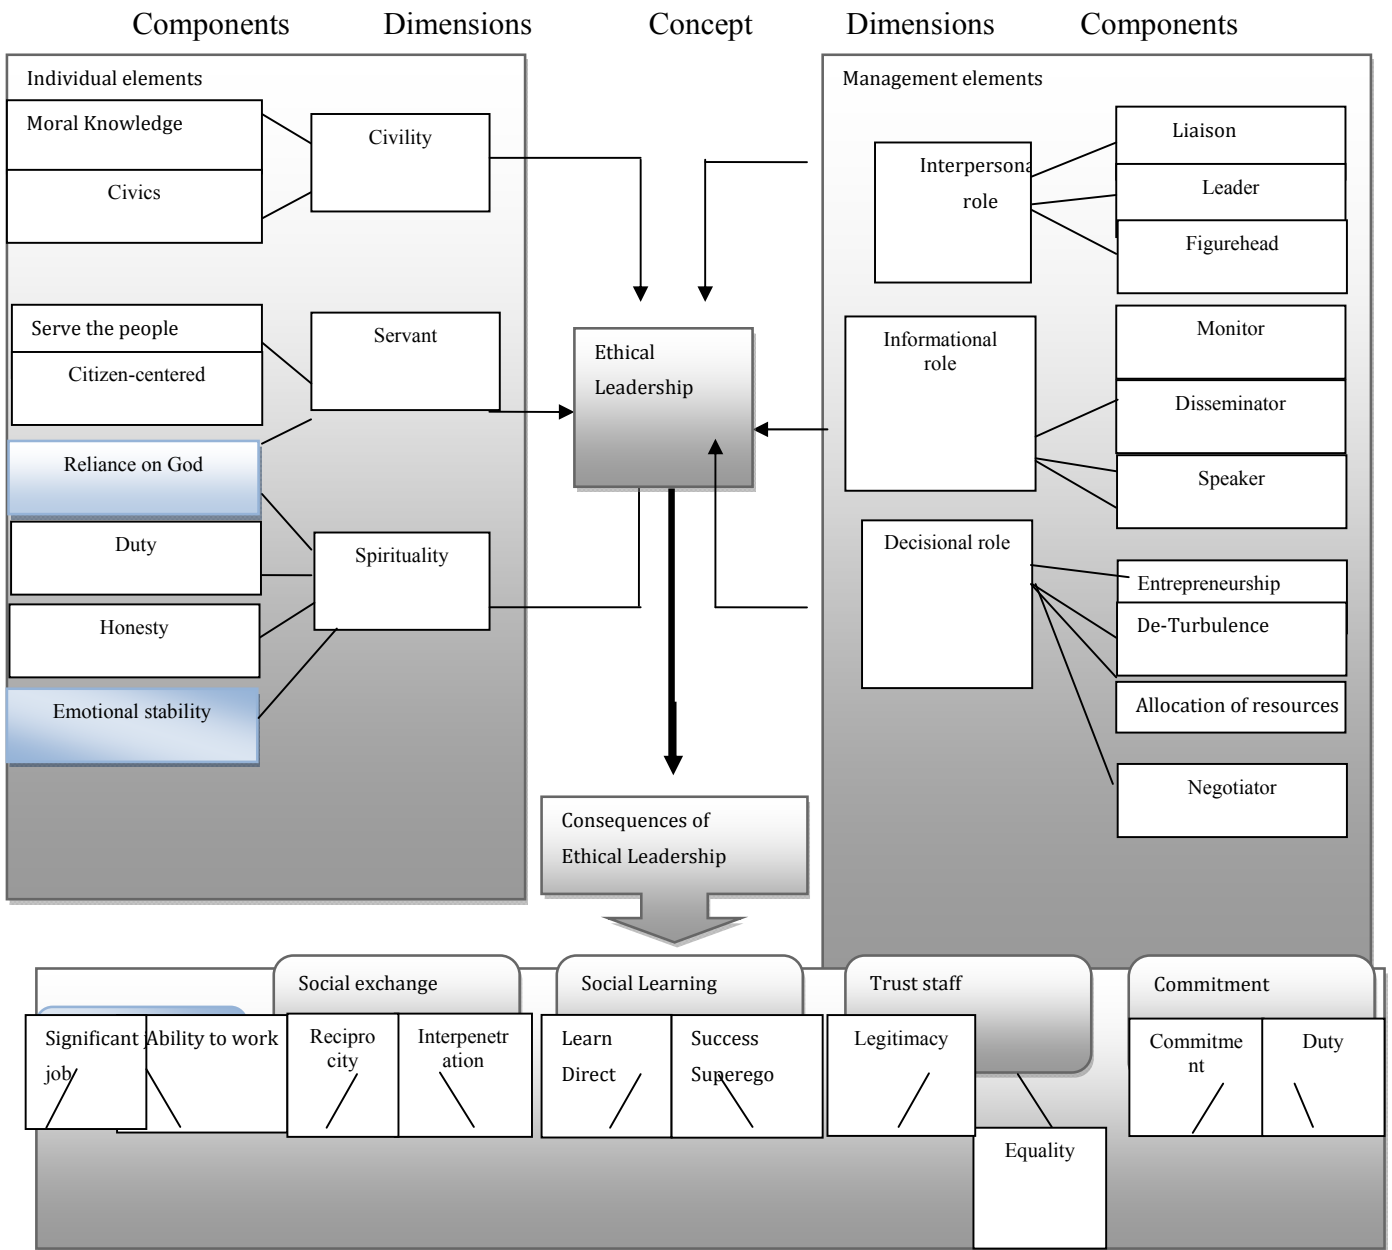 Components
Dimensions
Concept
Dimensions
Components
Individual elements
Moral Knowledge
Civics
Civility
Serve the people
Citizen-centered
Servant
Reliance on God
Duty
Honesty
Emotional stability
Spirituality
Ethical
Leadership
Management elements
Interpersona
role
Liaison
Leader
Figurehead
Informational
role
Monitor
Disseminator
Speaker
Decisional role
Entrepreneurship
De-Turbulence
Allocation of resources
Negotiator
Consequences of
Ethical Leadership
Significant
job
Ability to work
Social exchange
Recipro
city
Interpenetr
ation
Social Learning
Learn
Direct
Success
Superego
Trust staff
Legitimacy
Equality
Commitment
Commitme
nt
Duty